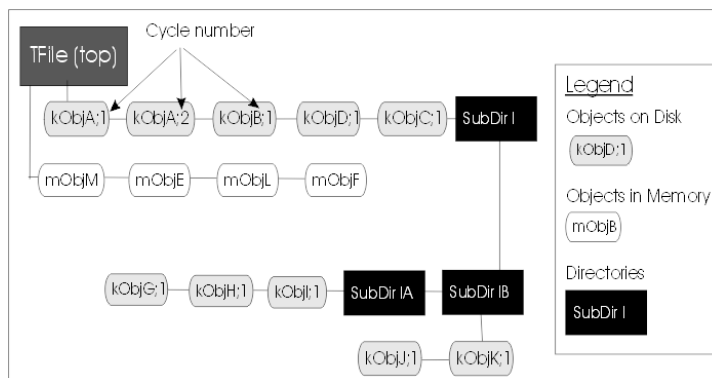 Cycle number
TFile (top)
kObjA;1 kObjA;2 kObjB;1 kObjD;1 kObjC;1 SubDir I
mObjM mObjE mObjL mObjF
kObjG;1 kObjH;1 kObjI;1 SubDir IA SubDir IB
kObjJ;1 kObjK;1
Legend
Objects on Disk
kObjD;1
Objects in Memory
mObjB
Directories
SubDir I